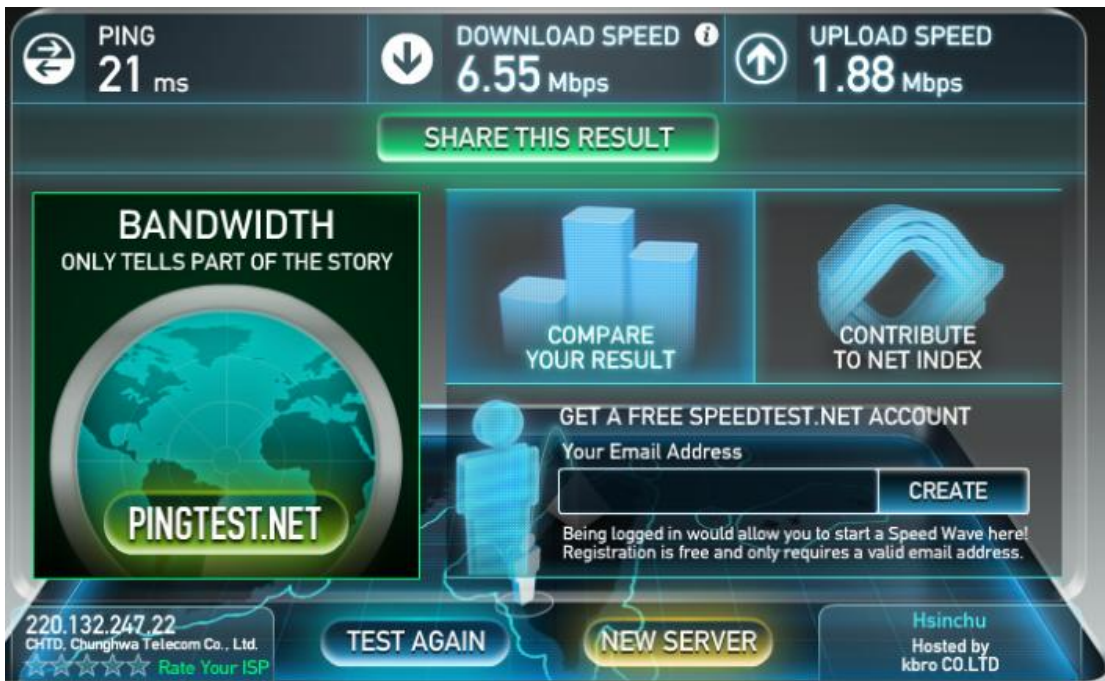 PING
21 ms
DOWNLOAD SPEED i
6.55 Mbps
UPLOAD SPEED
1.88 Mbps
SHARE THIS RESULT
BANDWIDTH
ONLY TELLS PART OF THE STORY
PINGTEST.NET
COMPARE
YOUR RESULT
CONTRIBUTE
TO NET INDEX
GET A FREE SPEEDTEST.NET ACCOUNT
Your Email Address
CREATE
Being logged in would allow you to start a Speed Wave here!
Registration is free and only requires a valid email address.
220.132.247.22
CHTD, Chunghwa Telecom Co., Ltd.
Rate Your ISP
TEST AGAIN
NEW SERVER
Hsinchu
Hosted by
kbro CO.LTD